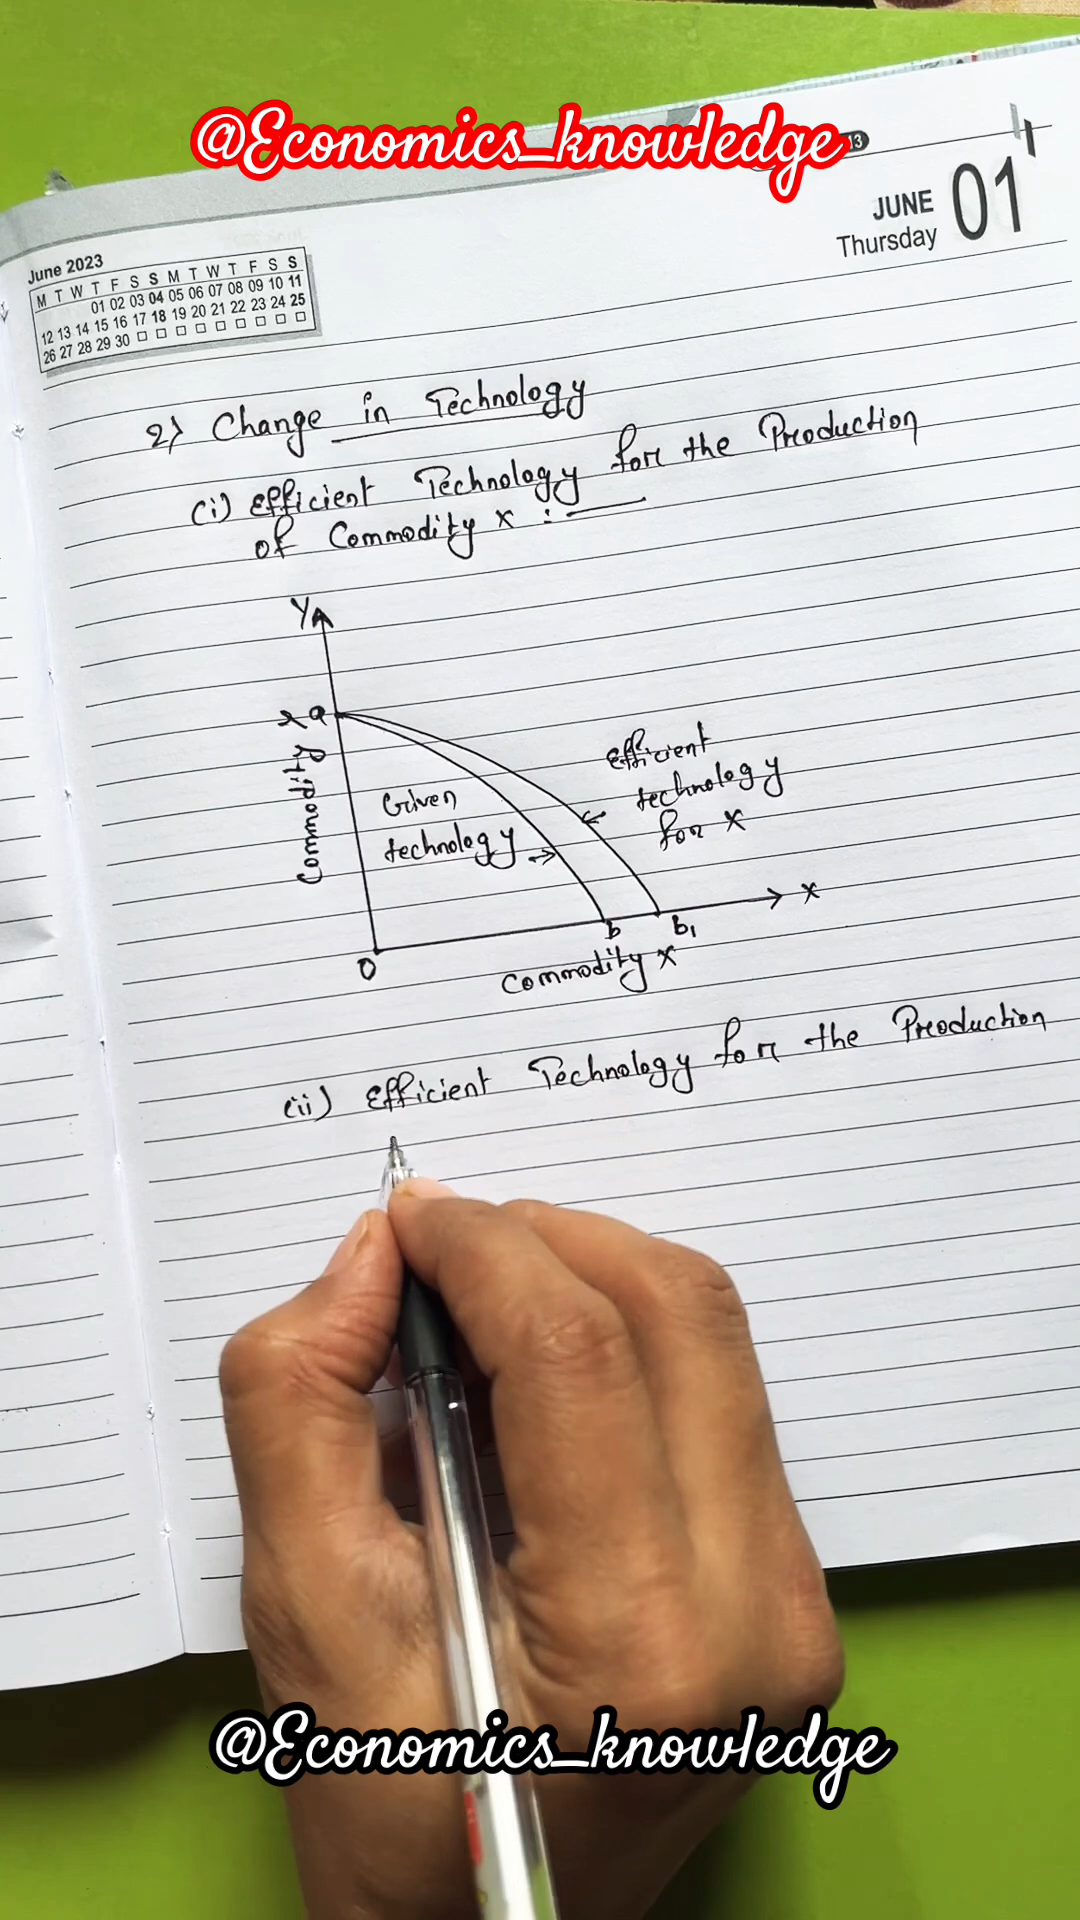 @Economics_knowledge
13
JUNE 01
Thursday
June 2023
M T W T F S S M T W T F S S
01 02 03 04 05 06 07 08 09 10 11
12 13 14 15 16 17 18 19 20 21 22 23 24 25
26 27 28 29 30
2) Change in Technology
(i) Efficient Technology for the Production
of Commodity x :
Y
a
Commodity Y
Given
technology
Efficient
technology
for x
x
O
b
b₁
Commodity x
(ii) Efficient Technology for the Production
@Economics_knowledge